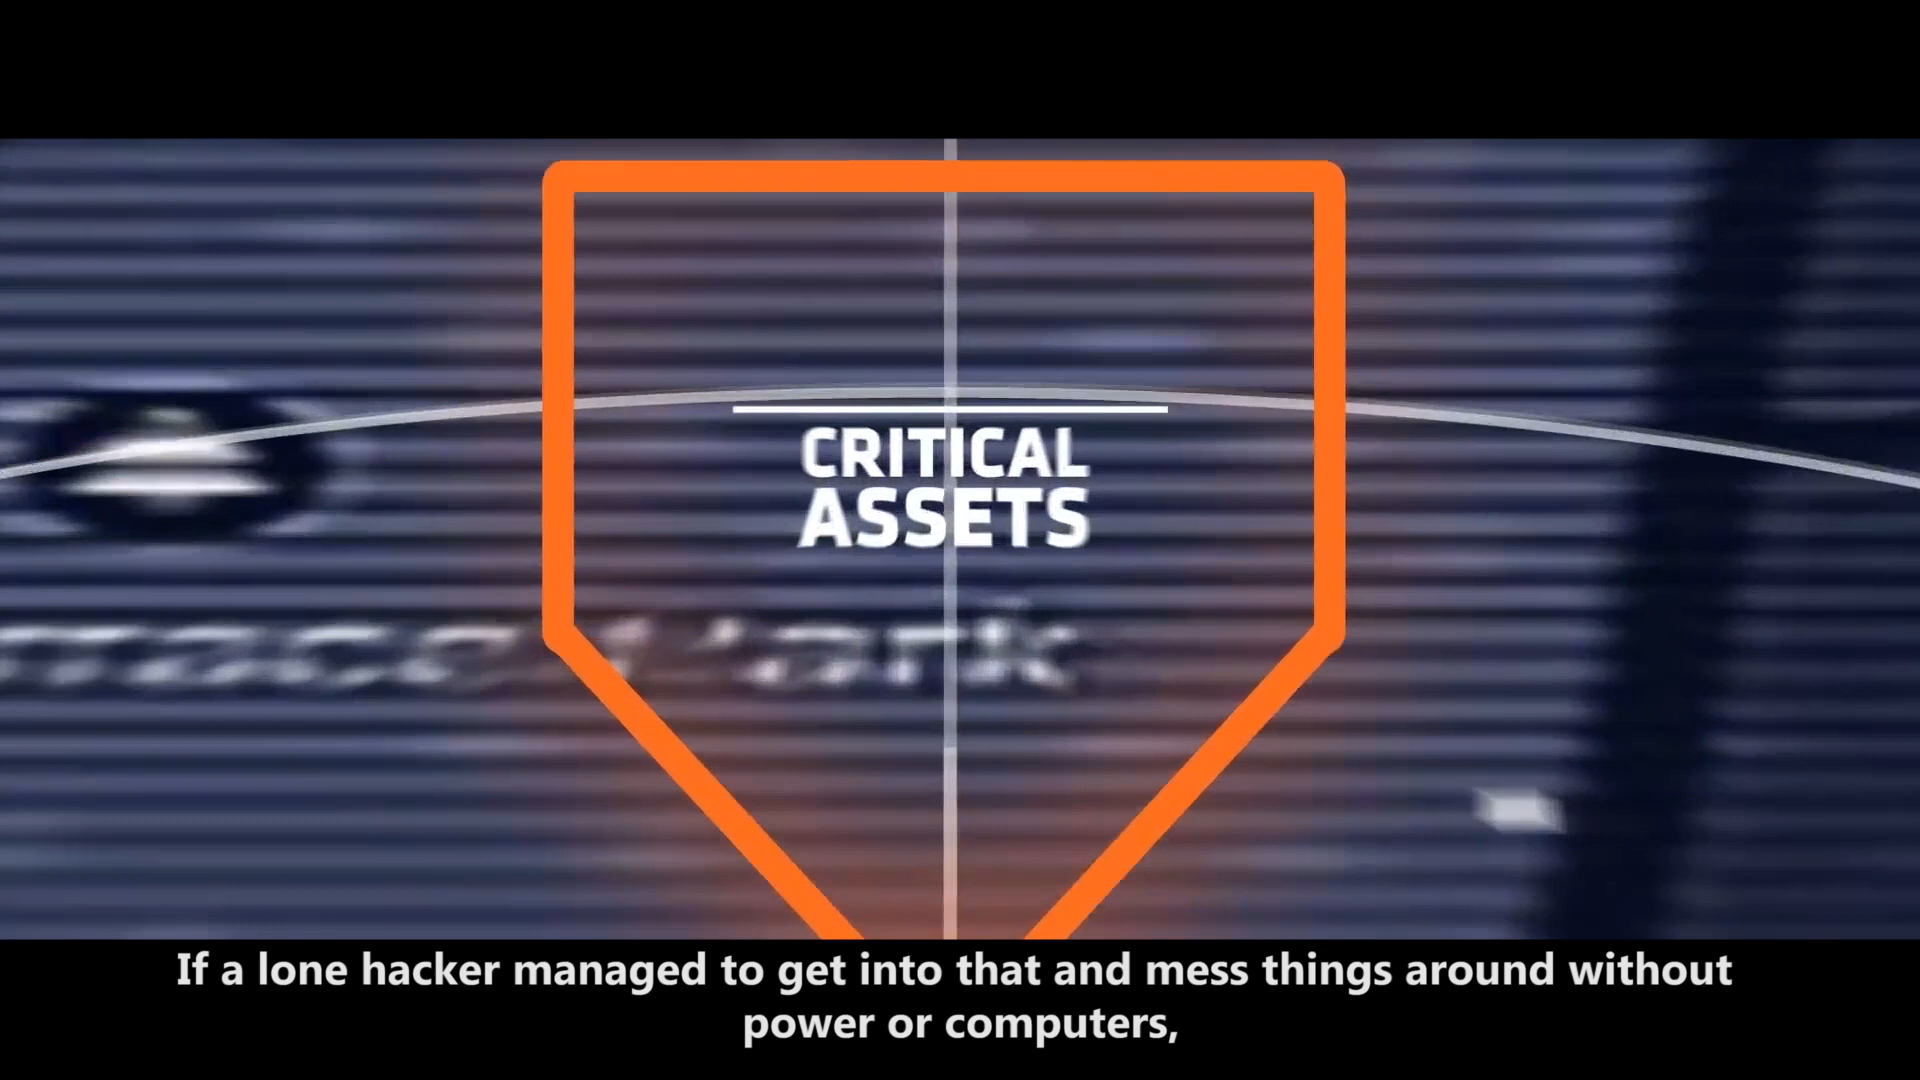 CRITICAL
ASSETS
If a lone hacker managed to get into that and mess things around without
power or computers,